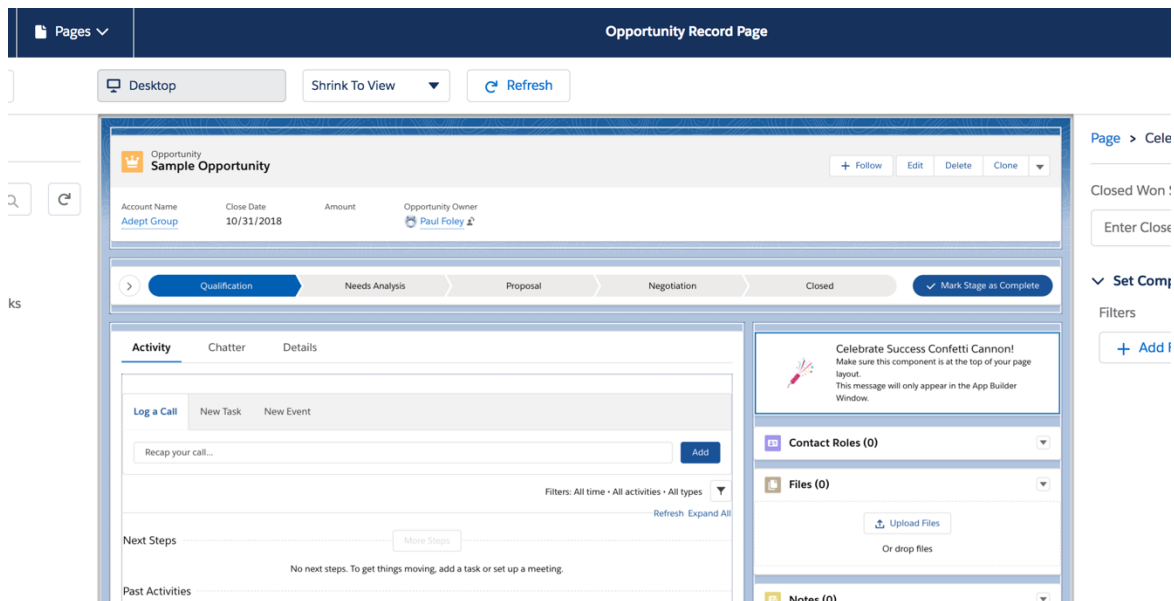 Pages
Opportunity Record Page
Desktop
Shrink To View
Refresh
Page >
Opportunity
Sample Opportunity
+ Follow
Edit
Delete
Clone
Account Name
Close Date
Amount
Opportunity Owner
Adept Group
10/31/2018
Paul Foley
Closed Won
Enter
Qualification
Needs Analysis
Proposal
Negotiation
Closed
Mark Stage as Complete
Set
Filters
+ Add
ks
Activity
Chatter
Details
Log a Call
New Task
New Event
Recap your call...
Add
Filters: All time • All activities • All types
Refresh Expand All
Next Steps
More Steps
No next steps. To get things moving, add a task or set up a meeting.
Past Activities
Celebrate Success Confetti Cannon!
Make sure this component is at the top of your page
layout.
This message will only appear in the App Builder
Window.
Contact Roles (0)
Files (0)
Upload Files
Or drop files
Notes (0)